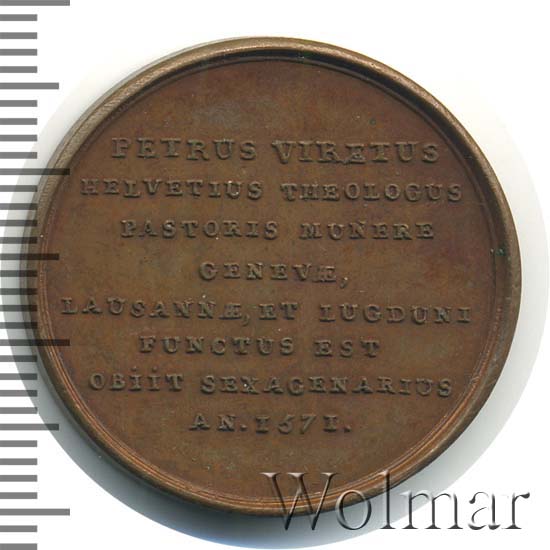 PETRUS VIRETUS
HELVETIUS THEOLOGUS
PASTORIS MUNERE
GENEVÆ,
LAUSANNÆ, ET LUGDUNI
FUNCTUS EST
OBIIT SEXAGENARIUS
AN. 1571.
Wolmar